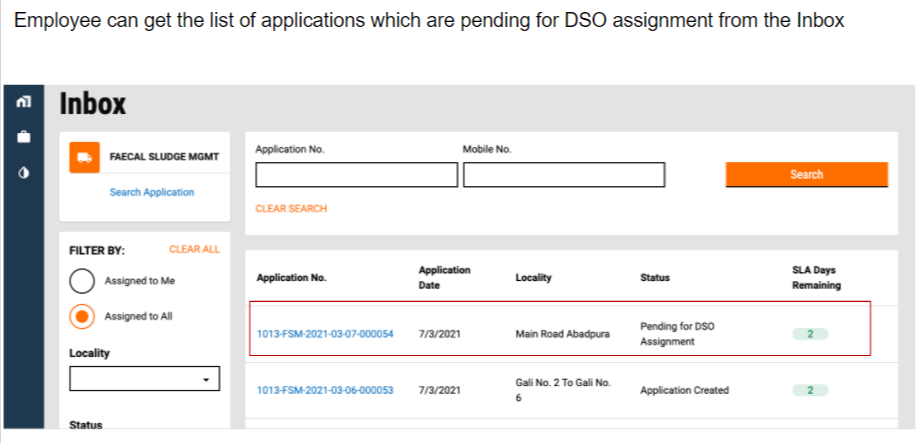 Employee can get the list of applications which are pending for DSO assignment from the Inbox
Inbox
FAECAL SLUDGE MGMT
Search Application
Application No.
Mobile No.
Search
CLEAR SEARCH
FILTER BY:
CLEAR ALL
Assigned to Me
Assigned to All
Locality
Status
Application No.
Application
Date
Locality
Status
SLA Days
Remaining
1013-FSM-2021-03-07-000054
7/3/2021
Main Road Abadpura
Pending for DSO
Assignment
2
1013-FSM-2021-03-06-000053
7/3/2021
Gali No. 2 To Gali No.
6
Application Created
2